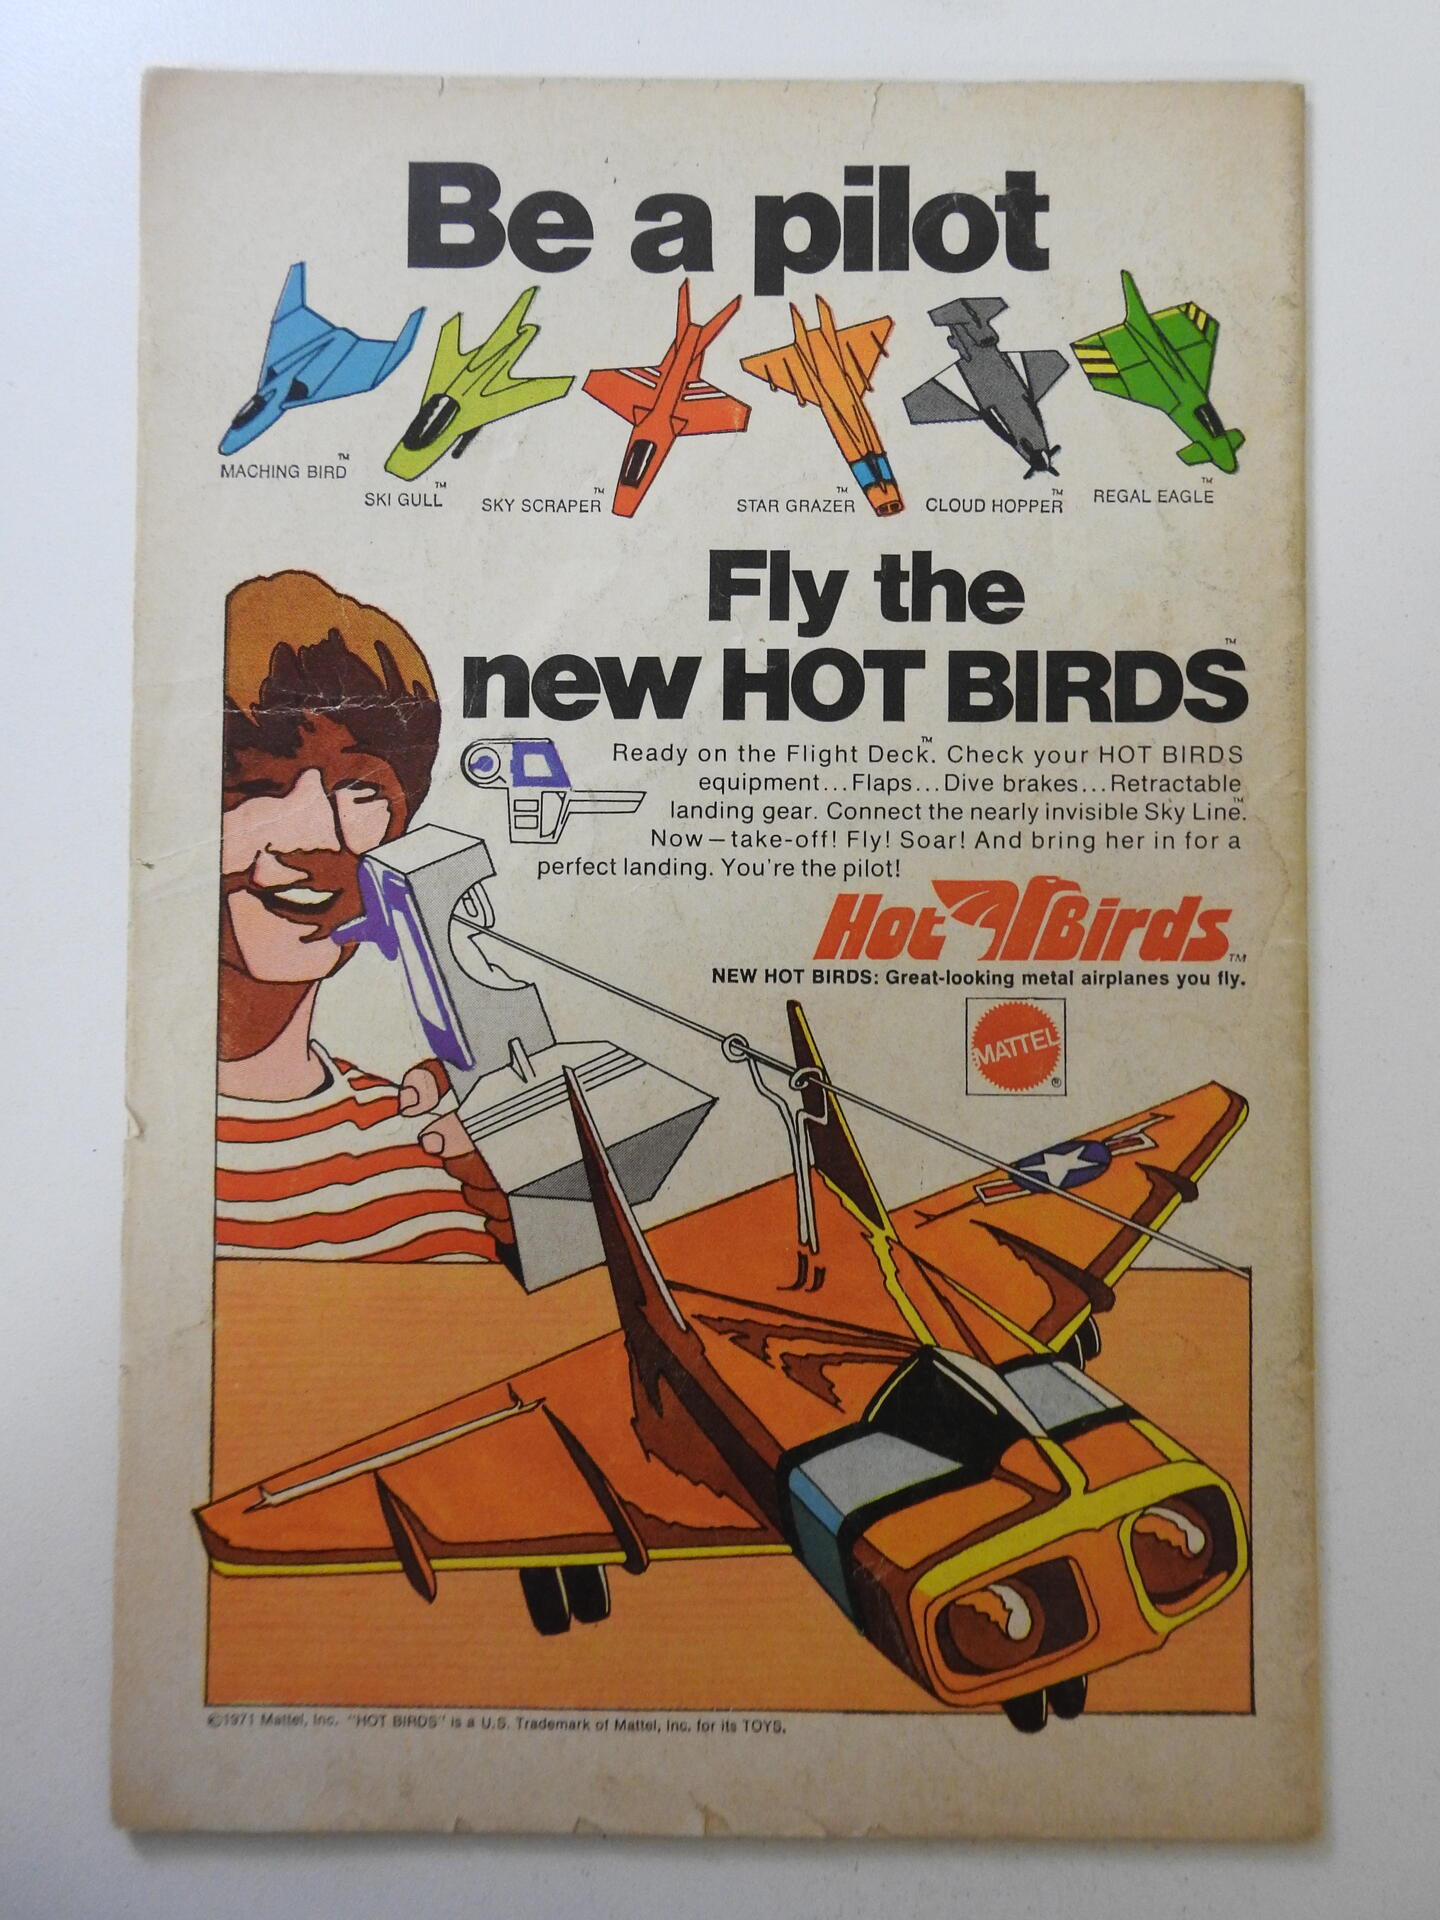 Be a pilot
MACHING BIRD™
SKI GULL™
SKY SCRAPER™
STAR GRAZER™
CLOUD HOPPER™
REGAL EAGLE™
Fly the
new HOT BIRDS™
Ready on the Flight Deck™. Check your HOT BIRDS
equipment...Flaps...Dive brakes...Retractable
landing gear. Connect the nearly invisible Sky Line™.
Now—take-off! Fly! Soar! And bring her in for a
perfect landing. You're the pilot!
Hot Birds™
NEW HOT BIRDS: Great-looking metal airplanes you fly.
MATTEL®
©1971 Mattel, Inc. "HOT BIRDS" is a U.S. Trademark of Mattel, Inc. for its TOYS.